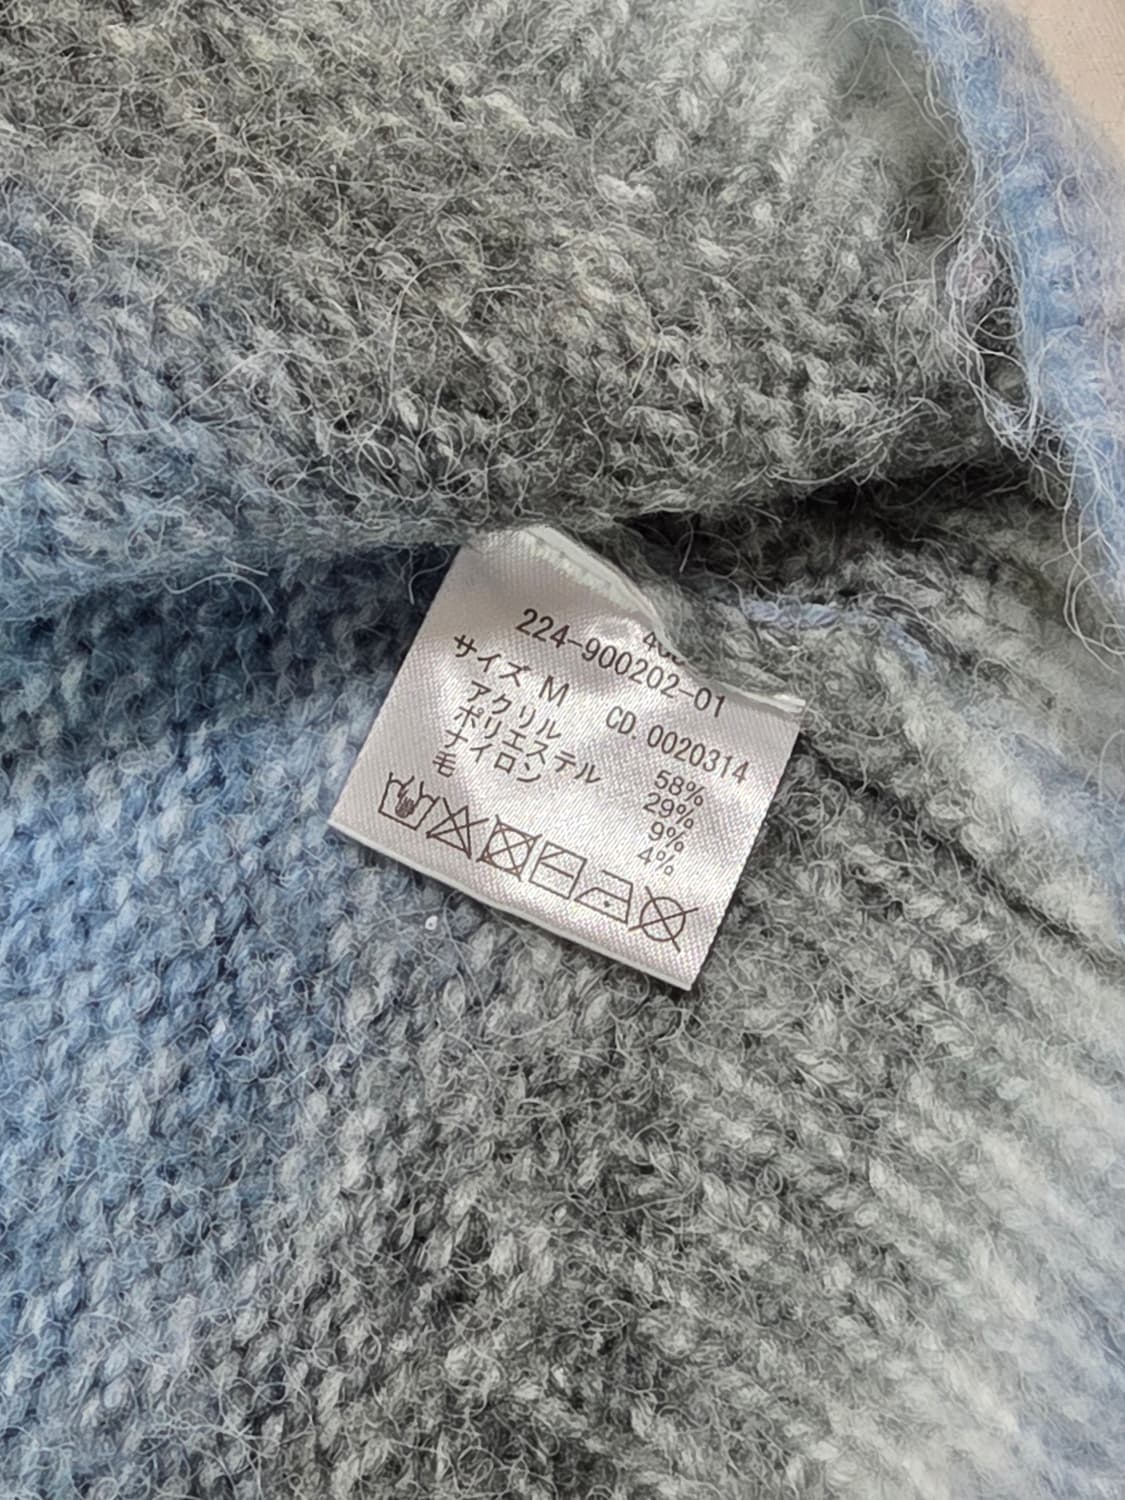 224-900202-01
サイズ M CD. 0020314
アクリル 58%
ポリエステル 29%
ナイロン 9%
毛 4%